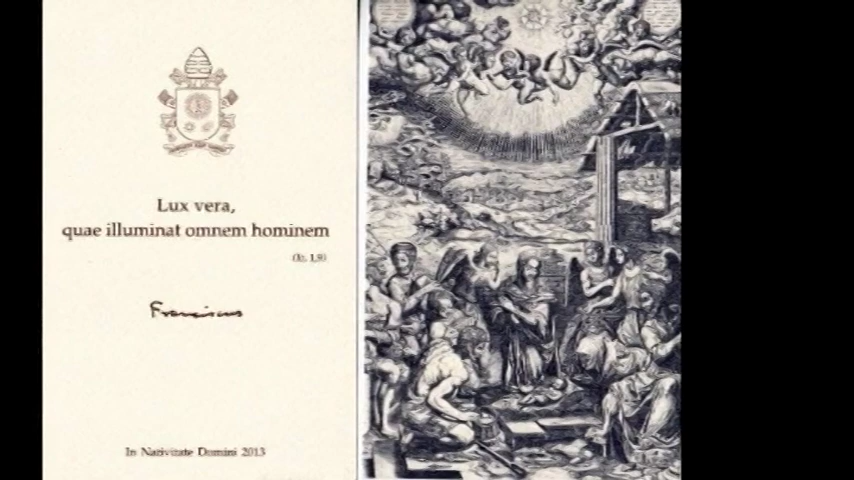 Lux vera,
quae illuminat omnem hominem
(Io. 1,9)
Franciscus
In Nativitate Domini 2013